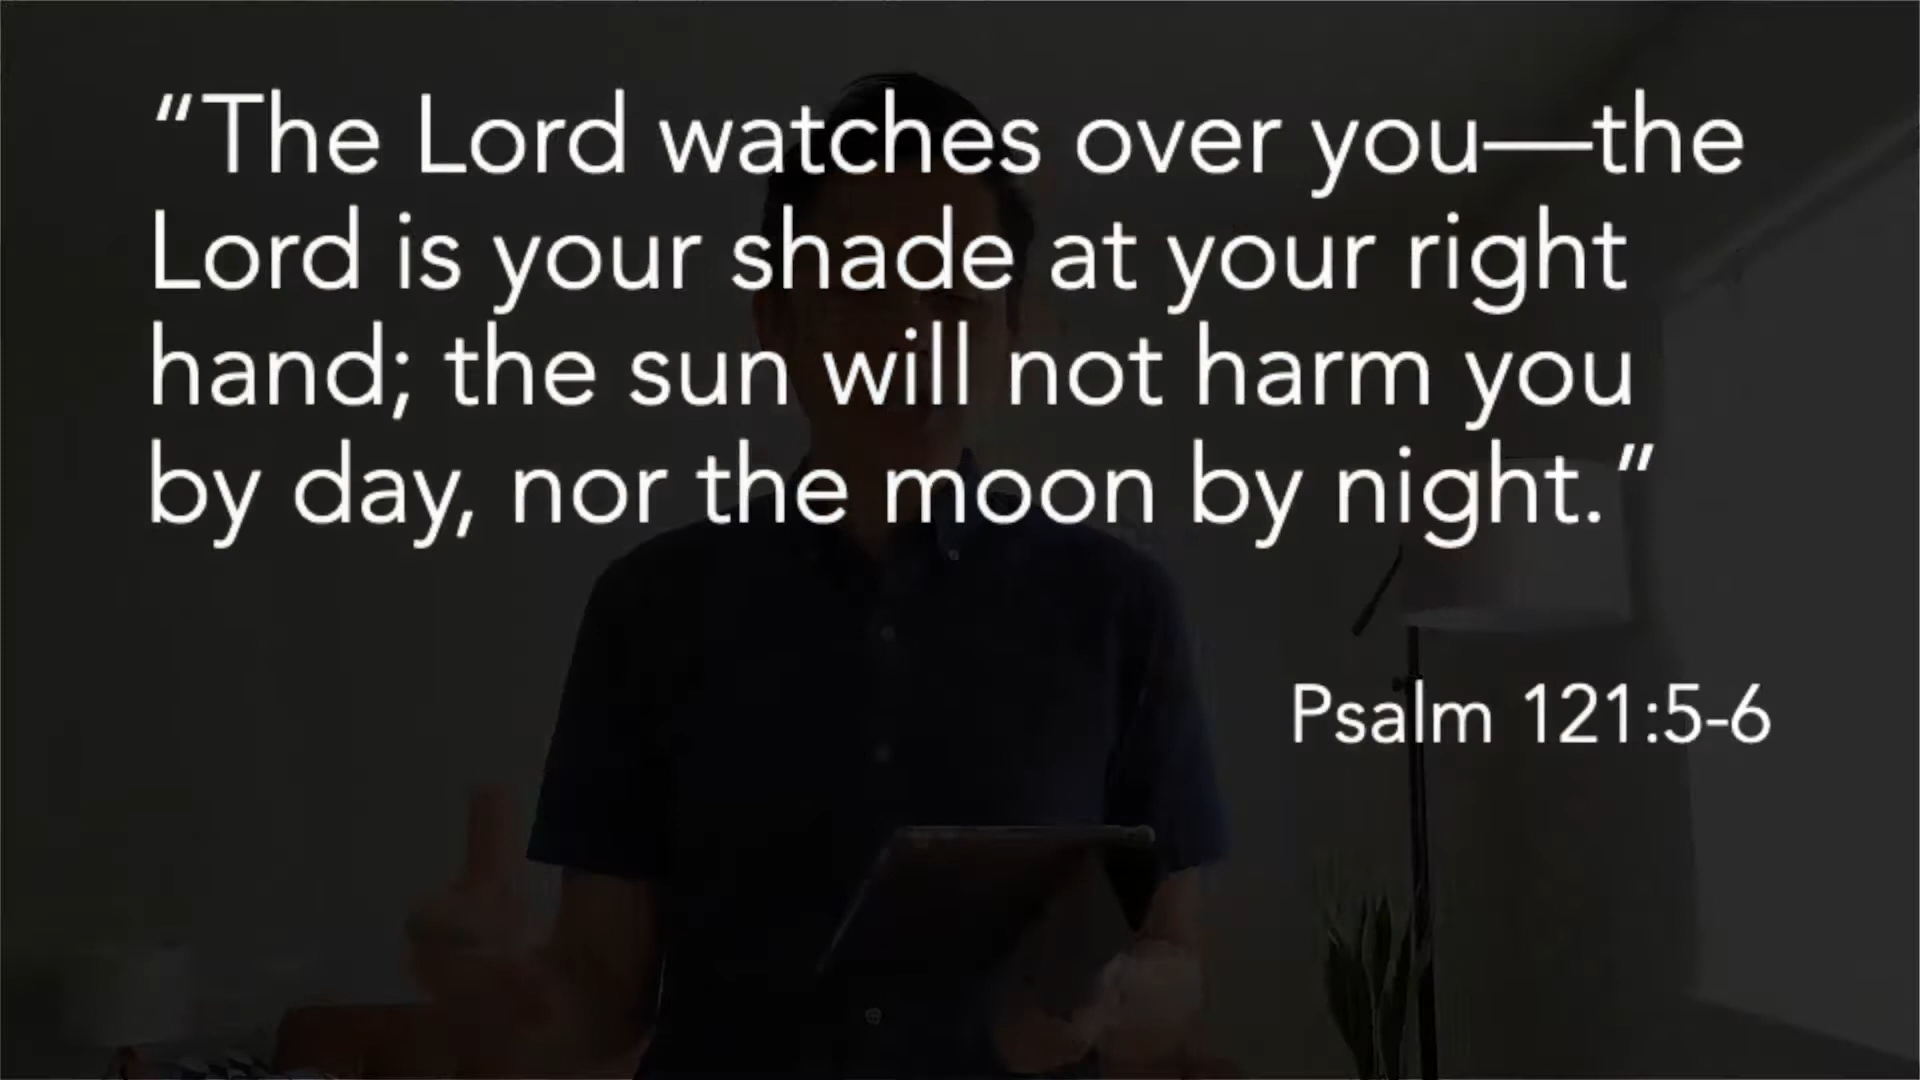 “The Lord watches over you—the
Lord is your shade at your right
hand; the sun will not harm you
by day, nor the moon by night.”
Psalm 121:5-6